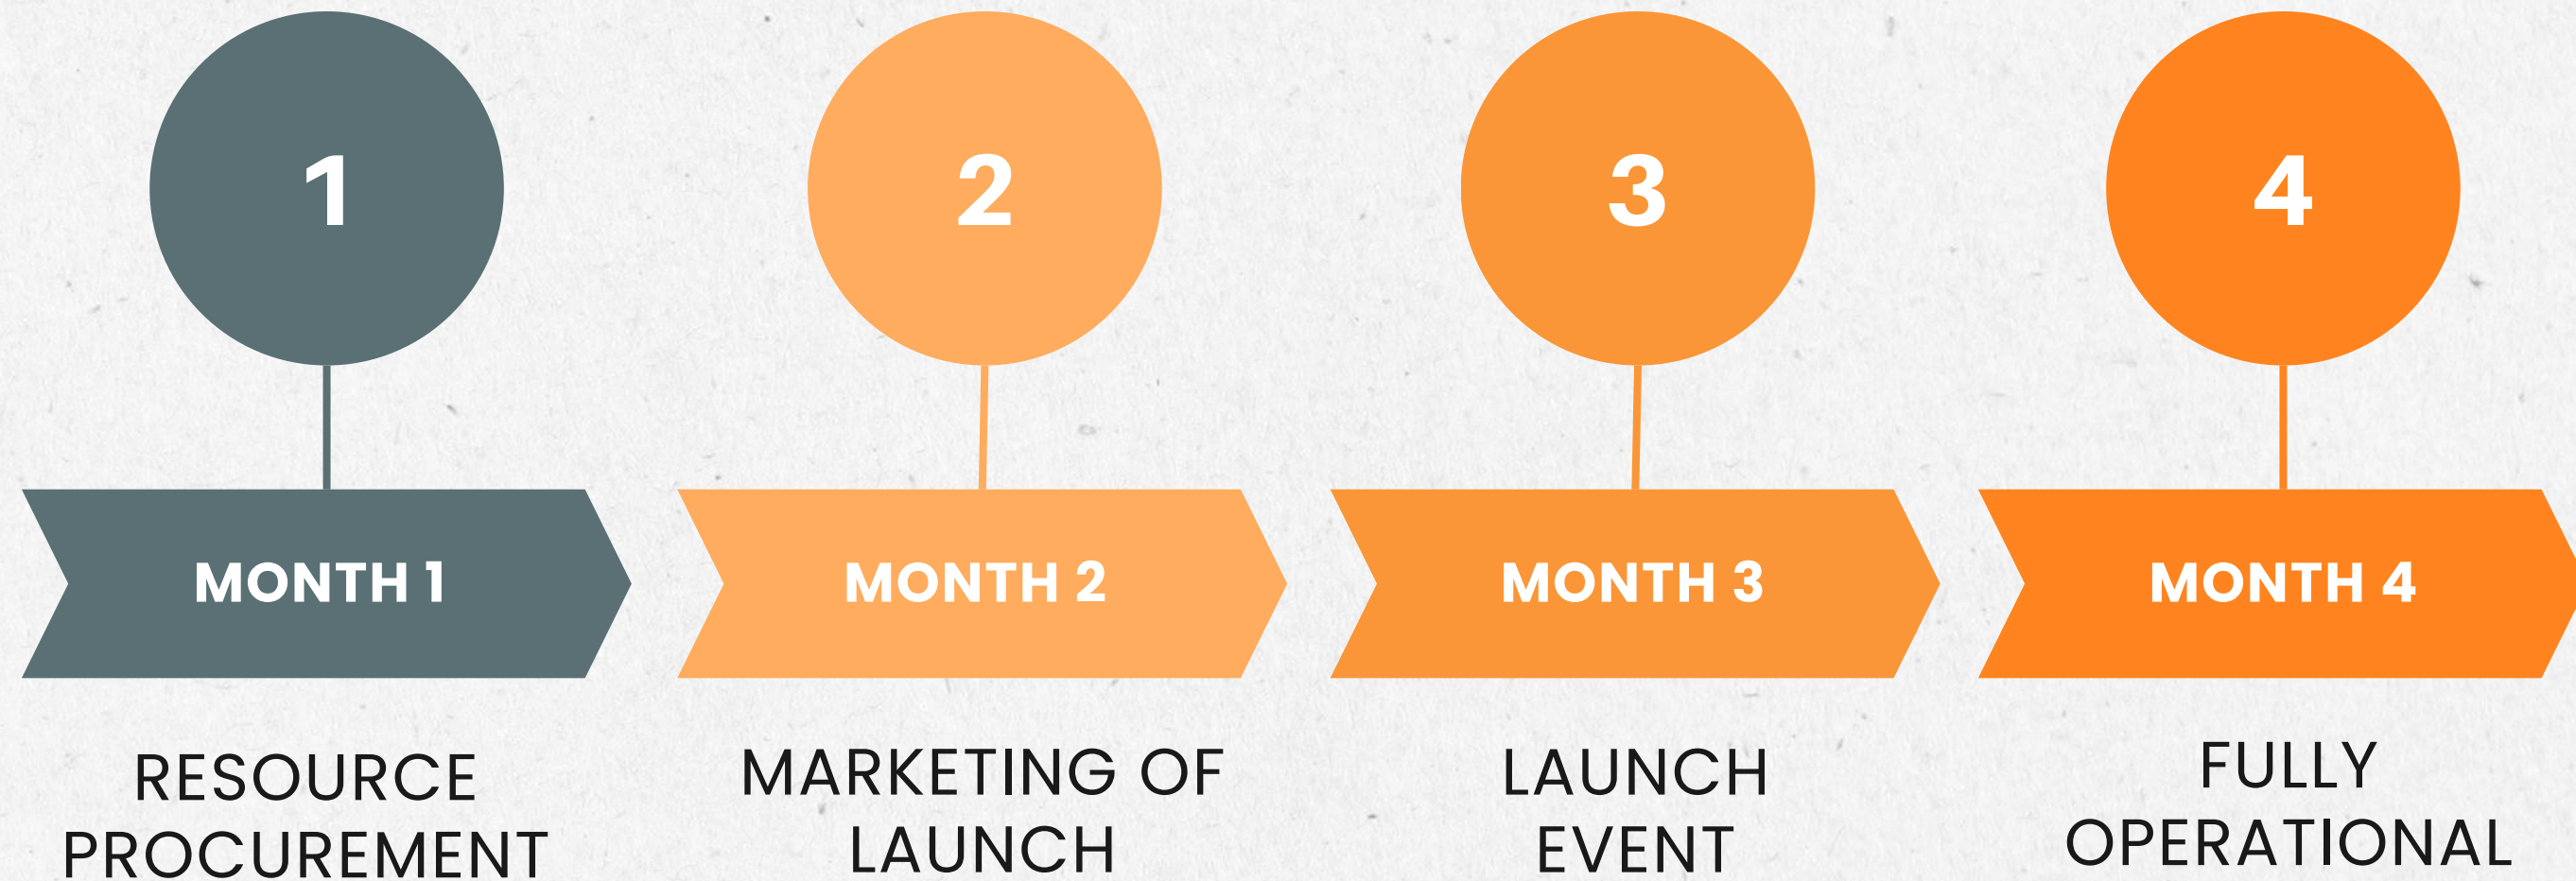 1
2
3
4
MONTH 1
MONTH 2
MONTH 3
MONTH 4
RESOURCE
PROCUREMENT
MARKETING OF
LAUNCH
LAUNCH
EVENT
FULLY
OPERATIONAL